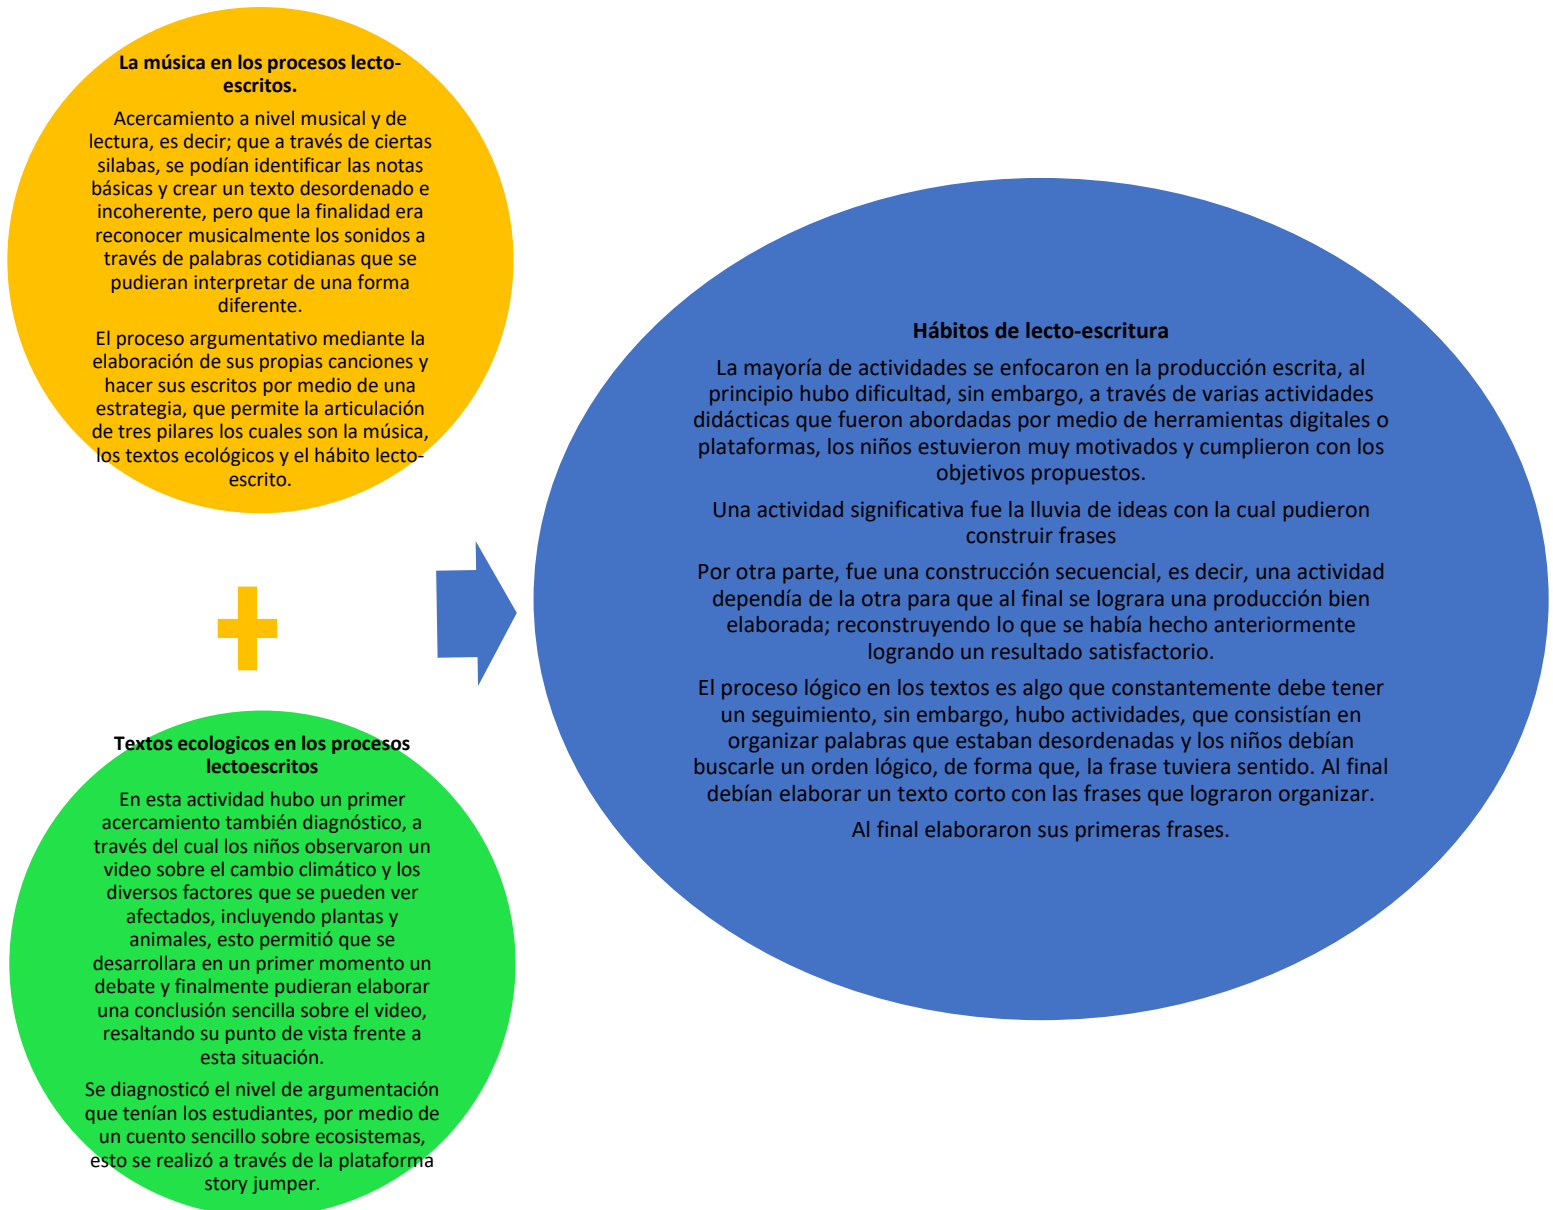 La música en los procesos lecto-
escritos.
Acercamiento a nivel musical y de
lectura, es decir; que a través de ciertas
silabas, se podían identificar las notas
básicas y crear un texto desordenado e
incoherente, pero que la finalidad era
reconocer musicalmente los sonidos a
través de palabras cotidianas que se
pudieran interpretar de una forma
diferente.
El proceso argumentativo mediante la
elaboración de sus propias canciones y
hacer sus escritos por medio de una
estrategia, que permite la articulación
de tres pilares los cuales son la música,
los textos ecológicos y el hábito lecto-
escrito.
Textos ecologicos en los procesos
lectoescritos
En esta actividad hubo un primer
acercamiento también diagnóstico, a
través del cual los niños observaron un
video sobre el cambio climático y los
diversos factores que se pueden ver
afectados, incluyendo plantas y
animales, esto permitió que se
desarrollara en un primer momento un
debate y finalmente pudieran elaborar
una conclusión sencilla sobre el video,
resaltando su punto de vista frente a
esta situación.
Se diagnosticó el nivel de argumentación
que tenían los estudiantes, por medio de
un cuento sencillo sobre ecosistemas,
esto se realizó a través de la plataforma
story jumper.
Hábitos de lecto-escritura
La mayoría de actividades se enfocaron en la producción escrita, al
principio hubo dificultad, sin embargo, a través de varias actividades
didácticas que fueron abordadas por medio de herramientas digitales o
plataformas, los niños estuvieron muy motivados y cumplieron con los
objetivos propuestos.
Una actividad significativa fue la lluvia de ideas con la cual pudieron
construir frases
Por otra parte, fue una construcción secuencial, es decir, una actividad
dependía de la otra para que al final se lograra una producción bien
elaborada; reconstruyendo lo que se había hecho anteriormente
logrando un resultado satisfactorio.
El proceso lógico en los textos es algo que constantemente debe tener
un seguimiento, sin embargo, hubo actividades, que consistían en
organizar palabras que estaban desordenadas y los niños debían
buscarle un orden lógico, de forma que, la frase tuviera sentido. Al final
debían elaborar un texto corto con las frases que lograron organizar.
Al final elaboraron sus primeras frases.